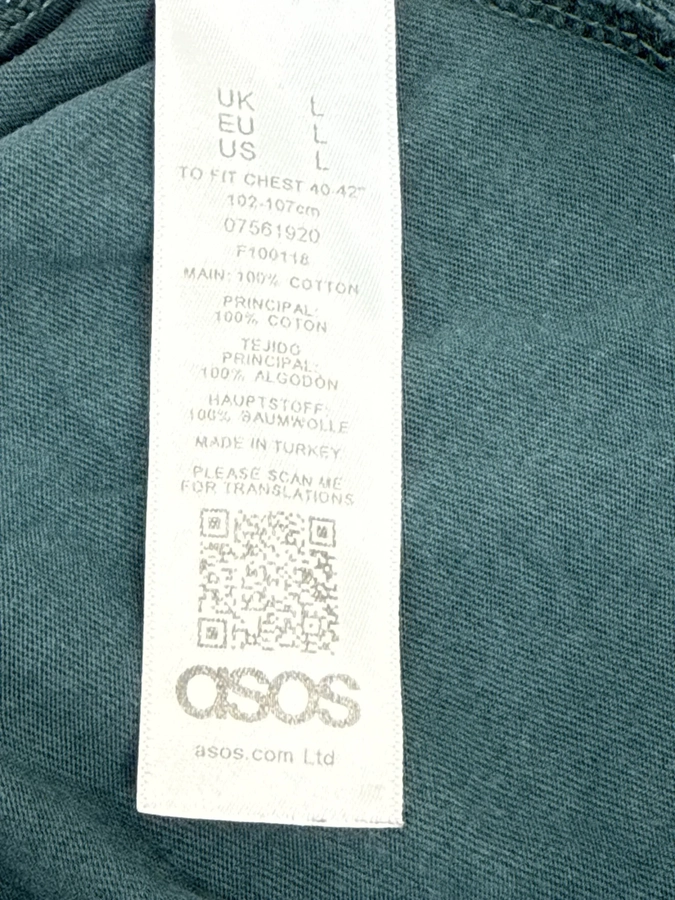 UK L
EU L
US L
TO FIT CHEST 40-42"
102-107cm
07561920
F100118
MAIN: 100% COTTON
PRINCIPAL:
100% COTON
TEJIDO
PRINCIPAL:
100% ALGODÓN
HAUPTSTOFF:
100% BAUMWOLLE
MADE IN TURKEY
PLEASE SCAN ME
FOR TRANSLATIONS
asos
asos.com Ltd